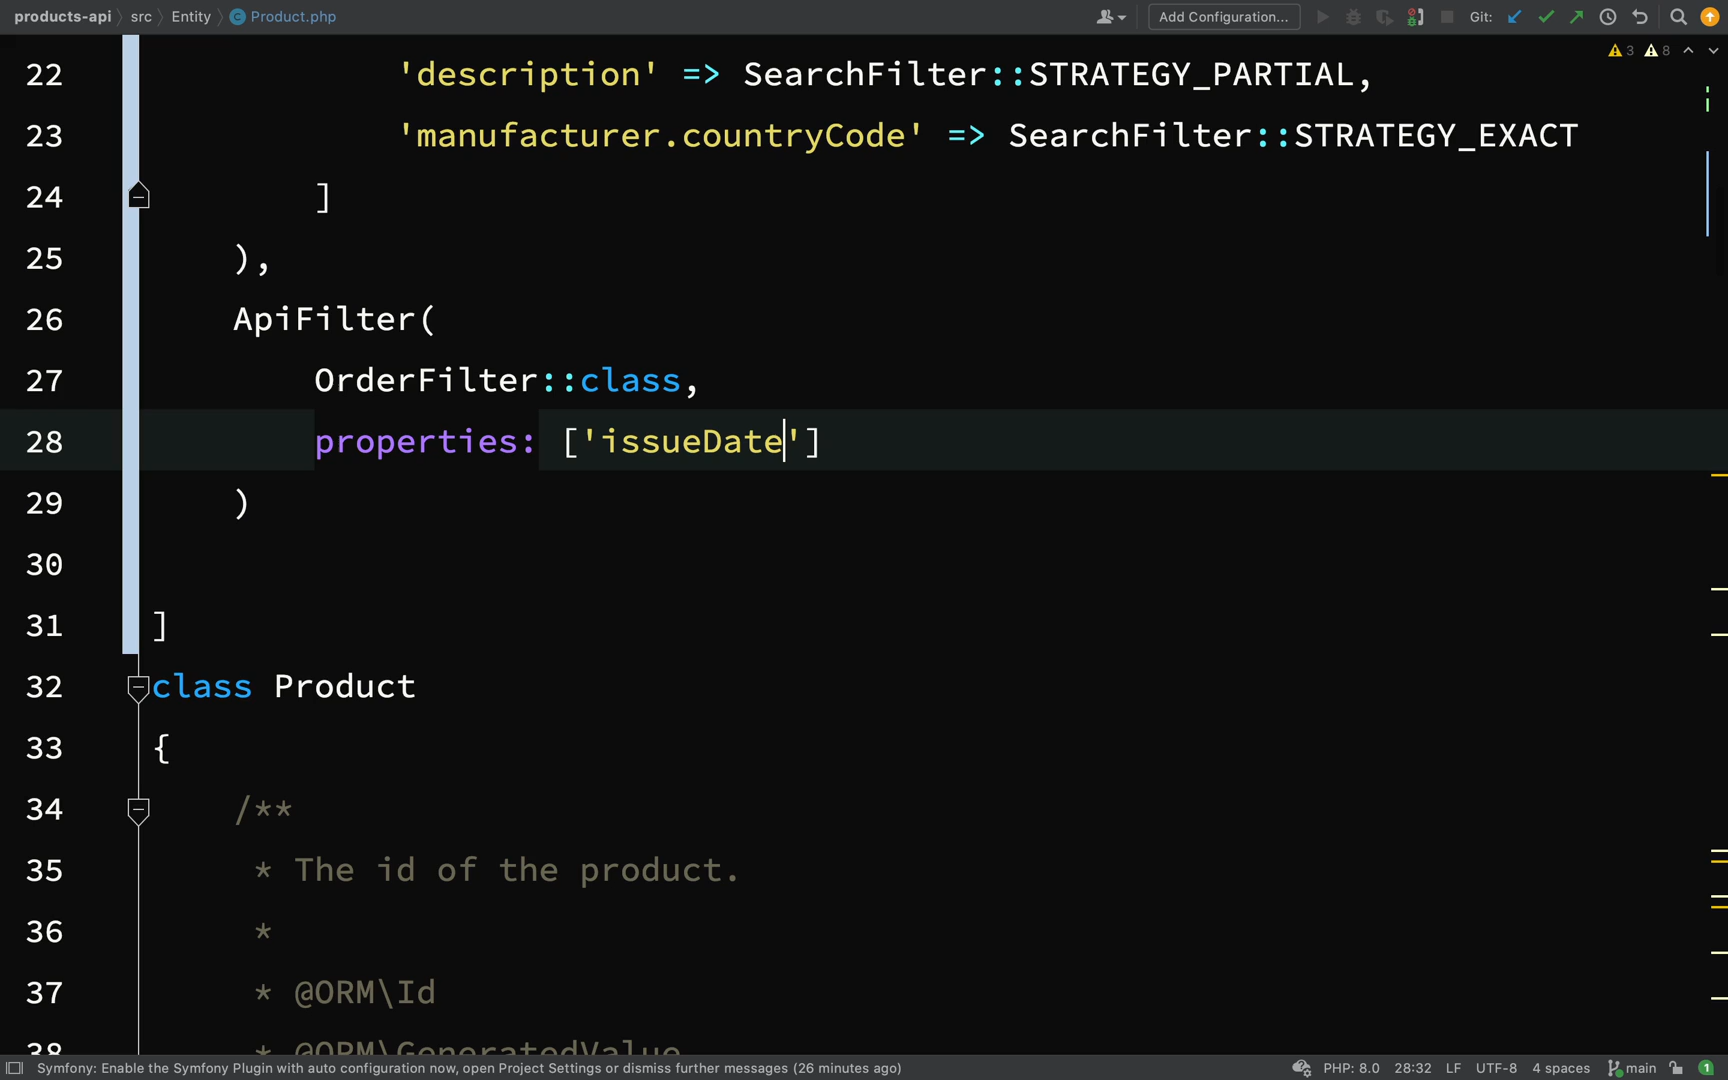 products-api src Entity Product.php Add Configuration... Git:
22 'description' => SearchFilter::STRATEGY_PARTIAL, 3 8
23 'manufacturer.countryCode' => SearchFilter::STRATEGY_EXACT
24 ]
25 ),
26 ApiFilter(
27 OrderFilter::class,
28 properties: ['issueDate']
29 )
30
31 ]
32 class Product
33 {
34 /**
35 * The id of the product.
36 *
37 * @ORM\Id
38 * @ORM\GeneratedValue
Symfony: Enable the Symfony Plugin with auto configuration now, open Project Settings or dismiss further messages (26 minutes ago) PHP: 8.0 28:32 LF UTF-8 4 spaces main 1